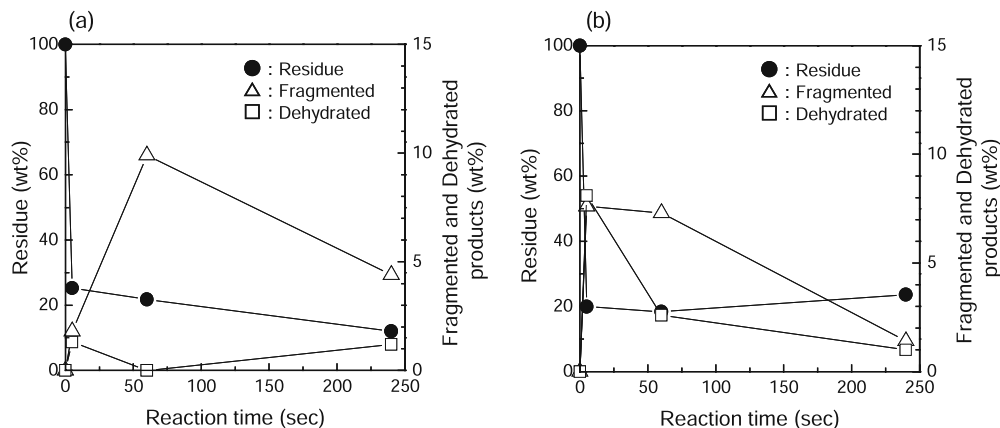 (a)
100
80
60
40
20
0
Residue (wt%)
● : Residue
△ : Fragmented
□ : Dehydrated
15
10
5
0
Fragmented and Dehydrated
products (wt%)
0 50 100 150 200 250
Reaction time (sec)
(b)
100
80
60
40
20
0
Residue (wt%)
● : Residue
△ : Fragmented
□ : Dehydrated
15
10
5
0
Fragmented and Dehydrated
products (wt%)
0 50 100 150 200 250
Reaction time (sec)